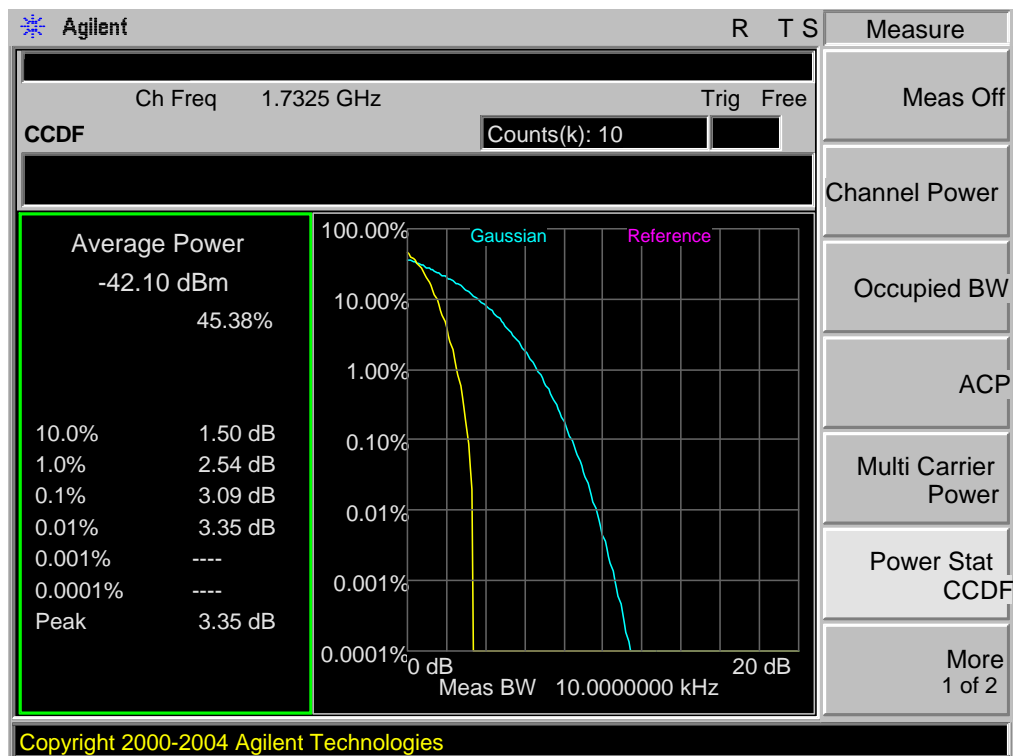 Agilent
R T S
Measure
Ch Freq 1.7325 GHz
Trig Free
CCDF
Counts(k): 10
Meas Off
Channel Power
Occupied BW
ACP
Multi Carrier
Power
Power Stat
CCDF
More
1 of 2
Average Power
-42.10 dBm
45.38%
10.0% 1.50 dB
1.0% 2.54 dB
0.1% 3.09 dB
0.01% 3.35 dB
0.001% ----
0.0001% ----
Peak 3.35 dB
100.00%
Gaussian
Reference
10.00%
1.00%
0.10%
0.01%
0.001%
0.0001%
0 dB
20 dB
Meas BW 10.0000000 kHz
Copyright 2000-2004 Agilent Technologies